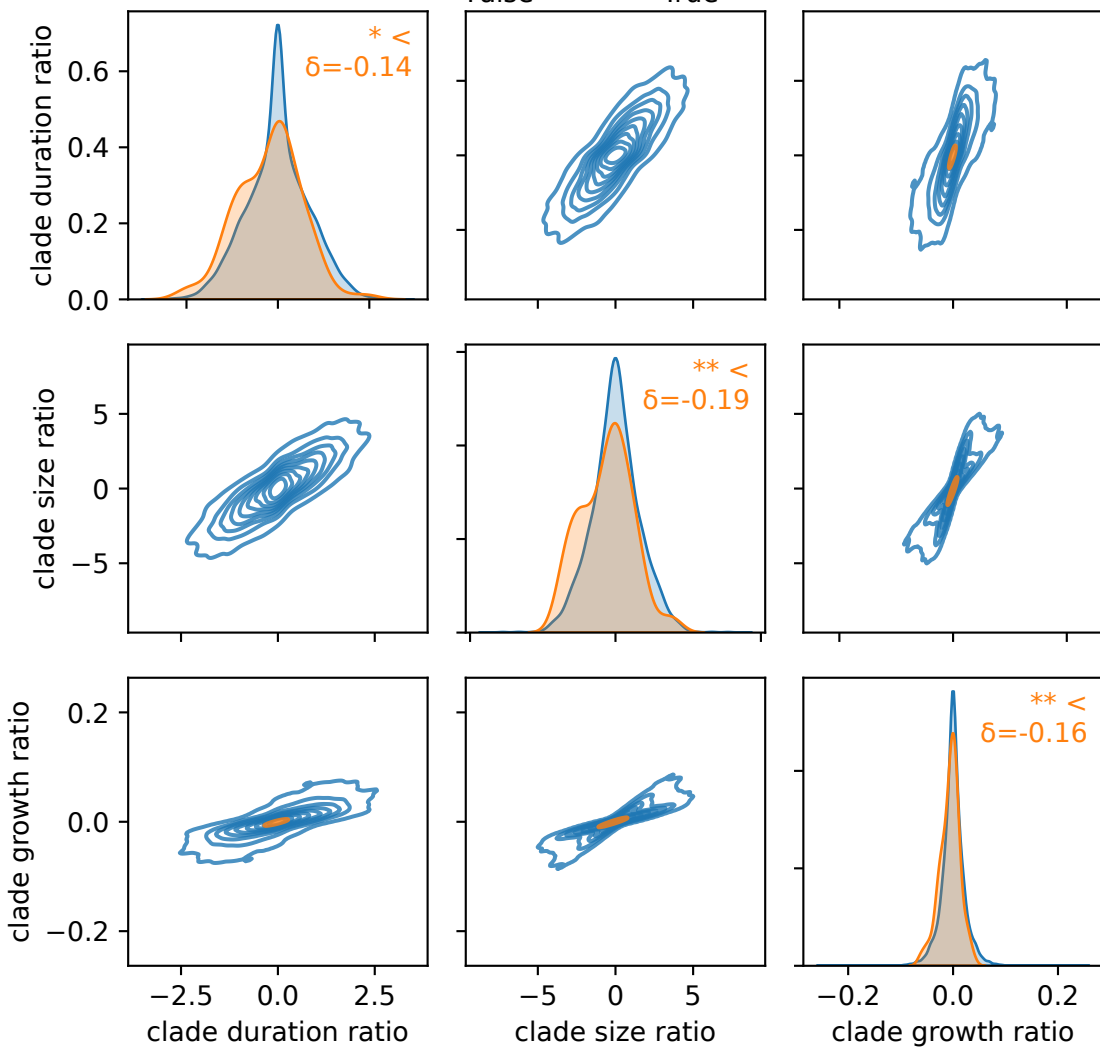 True
* <
δ=-0.14
clade duration ratio
0.6
0.4
0.2
0.0
** <
δ=-0.19
clade size ratio
5
0
−5
** <
δ=-0.16
clade growth ratio
0.2
0.0
−0.2
−2.5 0.0 2.5 −5 0 5 −0.2 0.0 0.2
clade duration ratio clade size ratio clade growth ratio